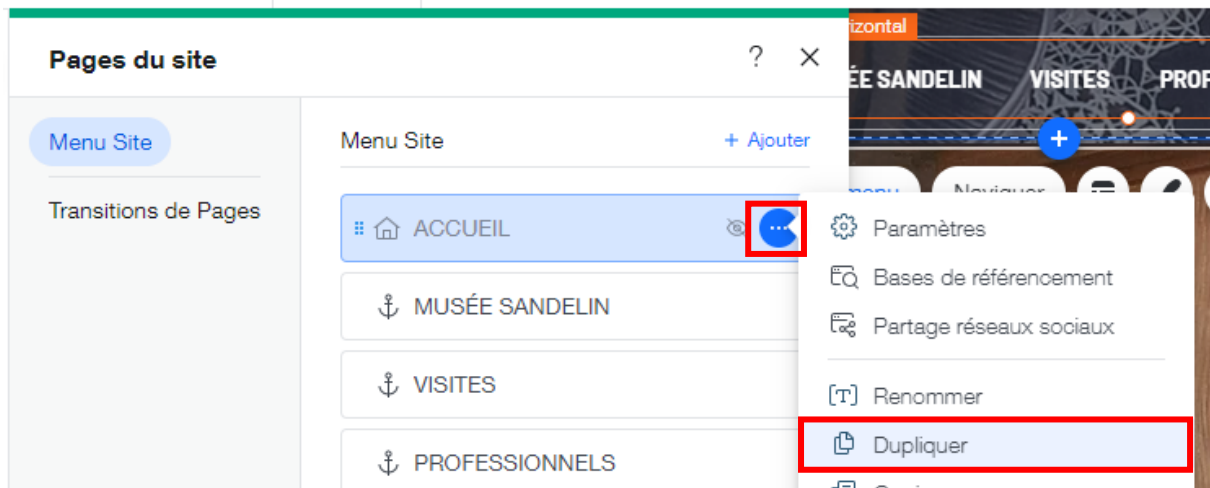 izontal
Pages du site
?
ÉE SANDELIN VISITES
Menu Site
Menu Site
+ Ajouter
Transitions de Pages
Naviguer
ACCUEIL
Paramètres
Bases de référencement
MUSÉE SANDELIN
Partage réseaux sociaux
VISITES
Renommer
Dupliquer
PROFESSIONNELS